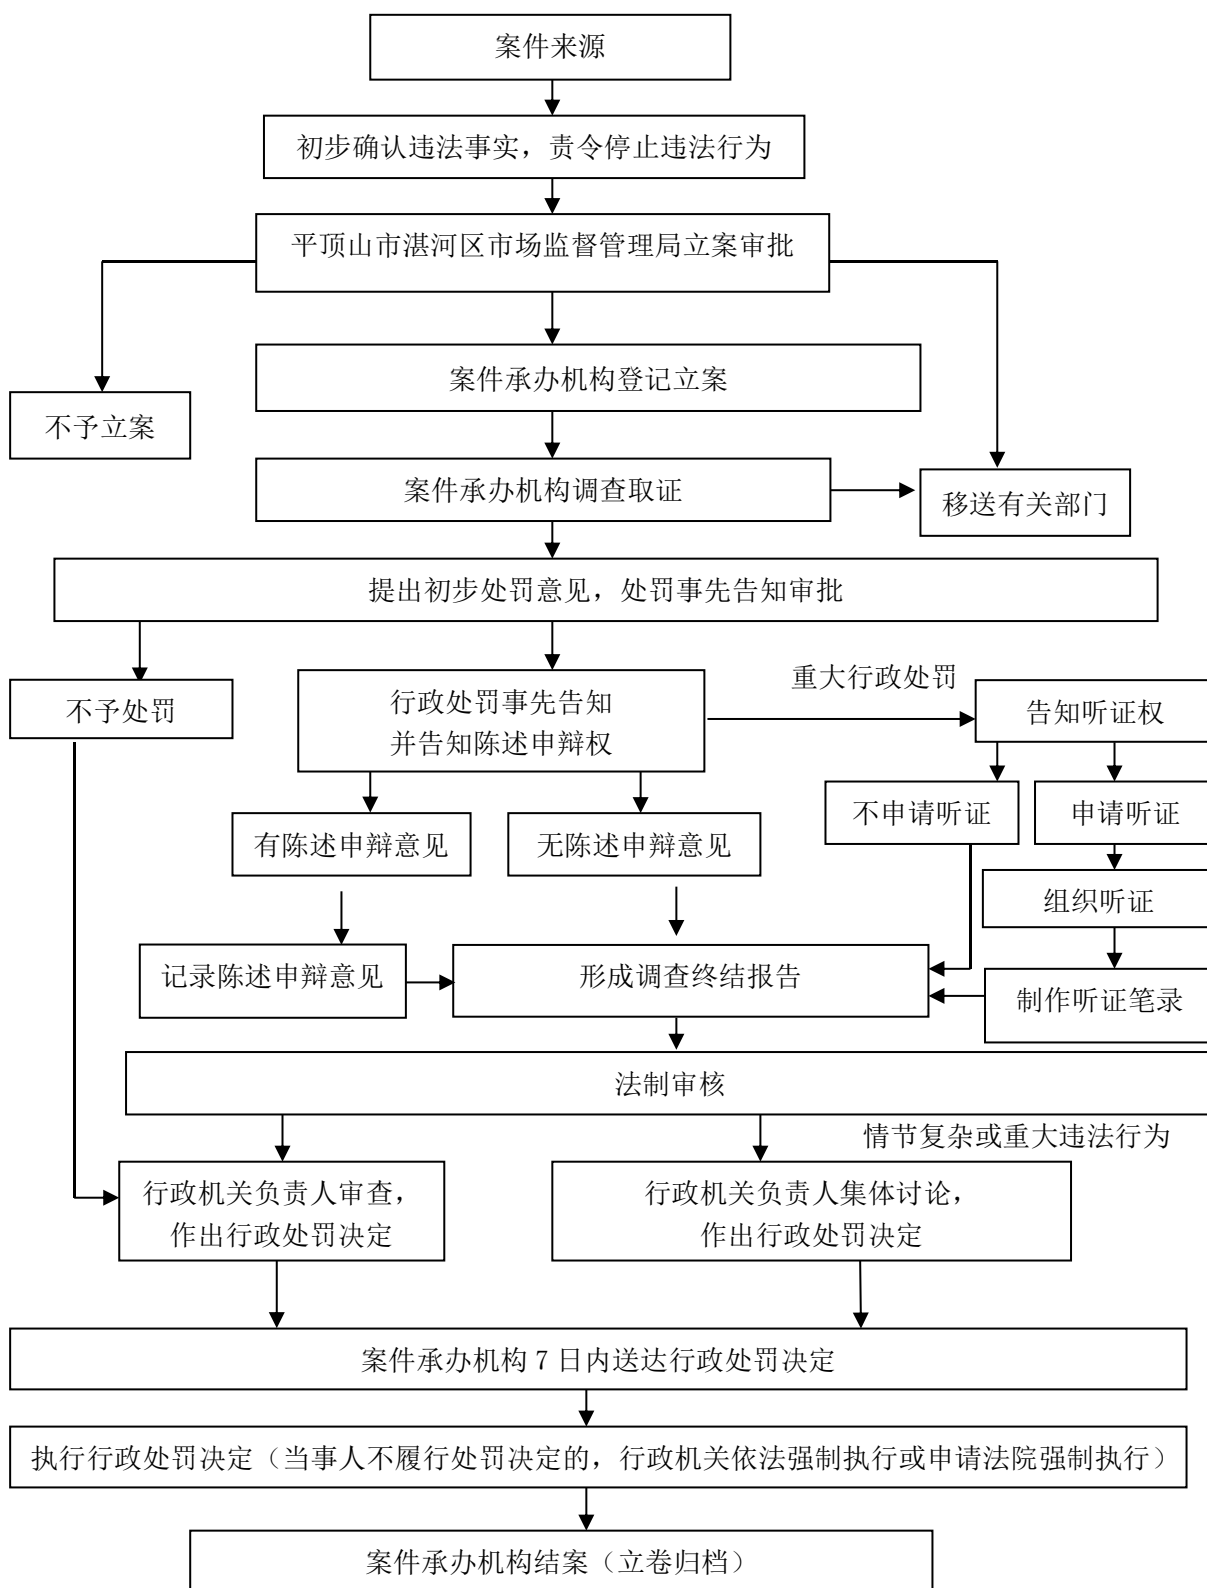 案件来源
初步确认违法事实，责令停止违法行为
平顶山市湛河区市场监督管理局立案审批
案件承办机构登记立案
不予立案
案件承办机构调查取证
移送有关部门
提出初步处罚意见，处罚事先告知审批
重大行政处罚
不予处罚
行政处罚事先告知
并告知陈述申辩权
告知听证权
不申请听证
申请听证
有陈述申辩意见
无陈述申辩意见
组织听证
记录陈述申辩意见
形成调查终结报告
制作听证笔录
法制审核
情节复杂或重大违法行为
行政机关负责人审查，
作出行政处罚决定
行政机关负责人集体讨论，
作出行政处罚决定
案件承办机构 7 日内送达行政处罚决定
执行行政处罚决定（当事人不履行处罚决定的，行政机关依法强制执行或申请法院强制执行）
案件承办机构结案（立卷归档）